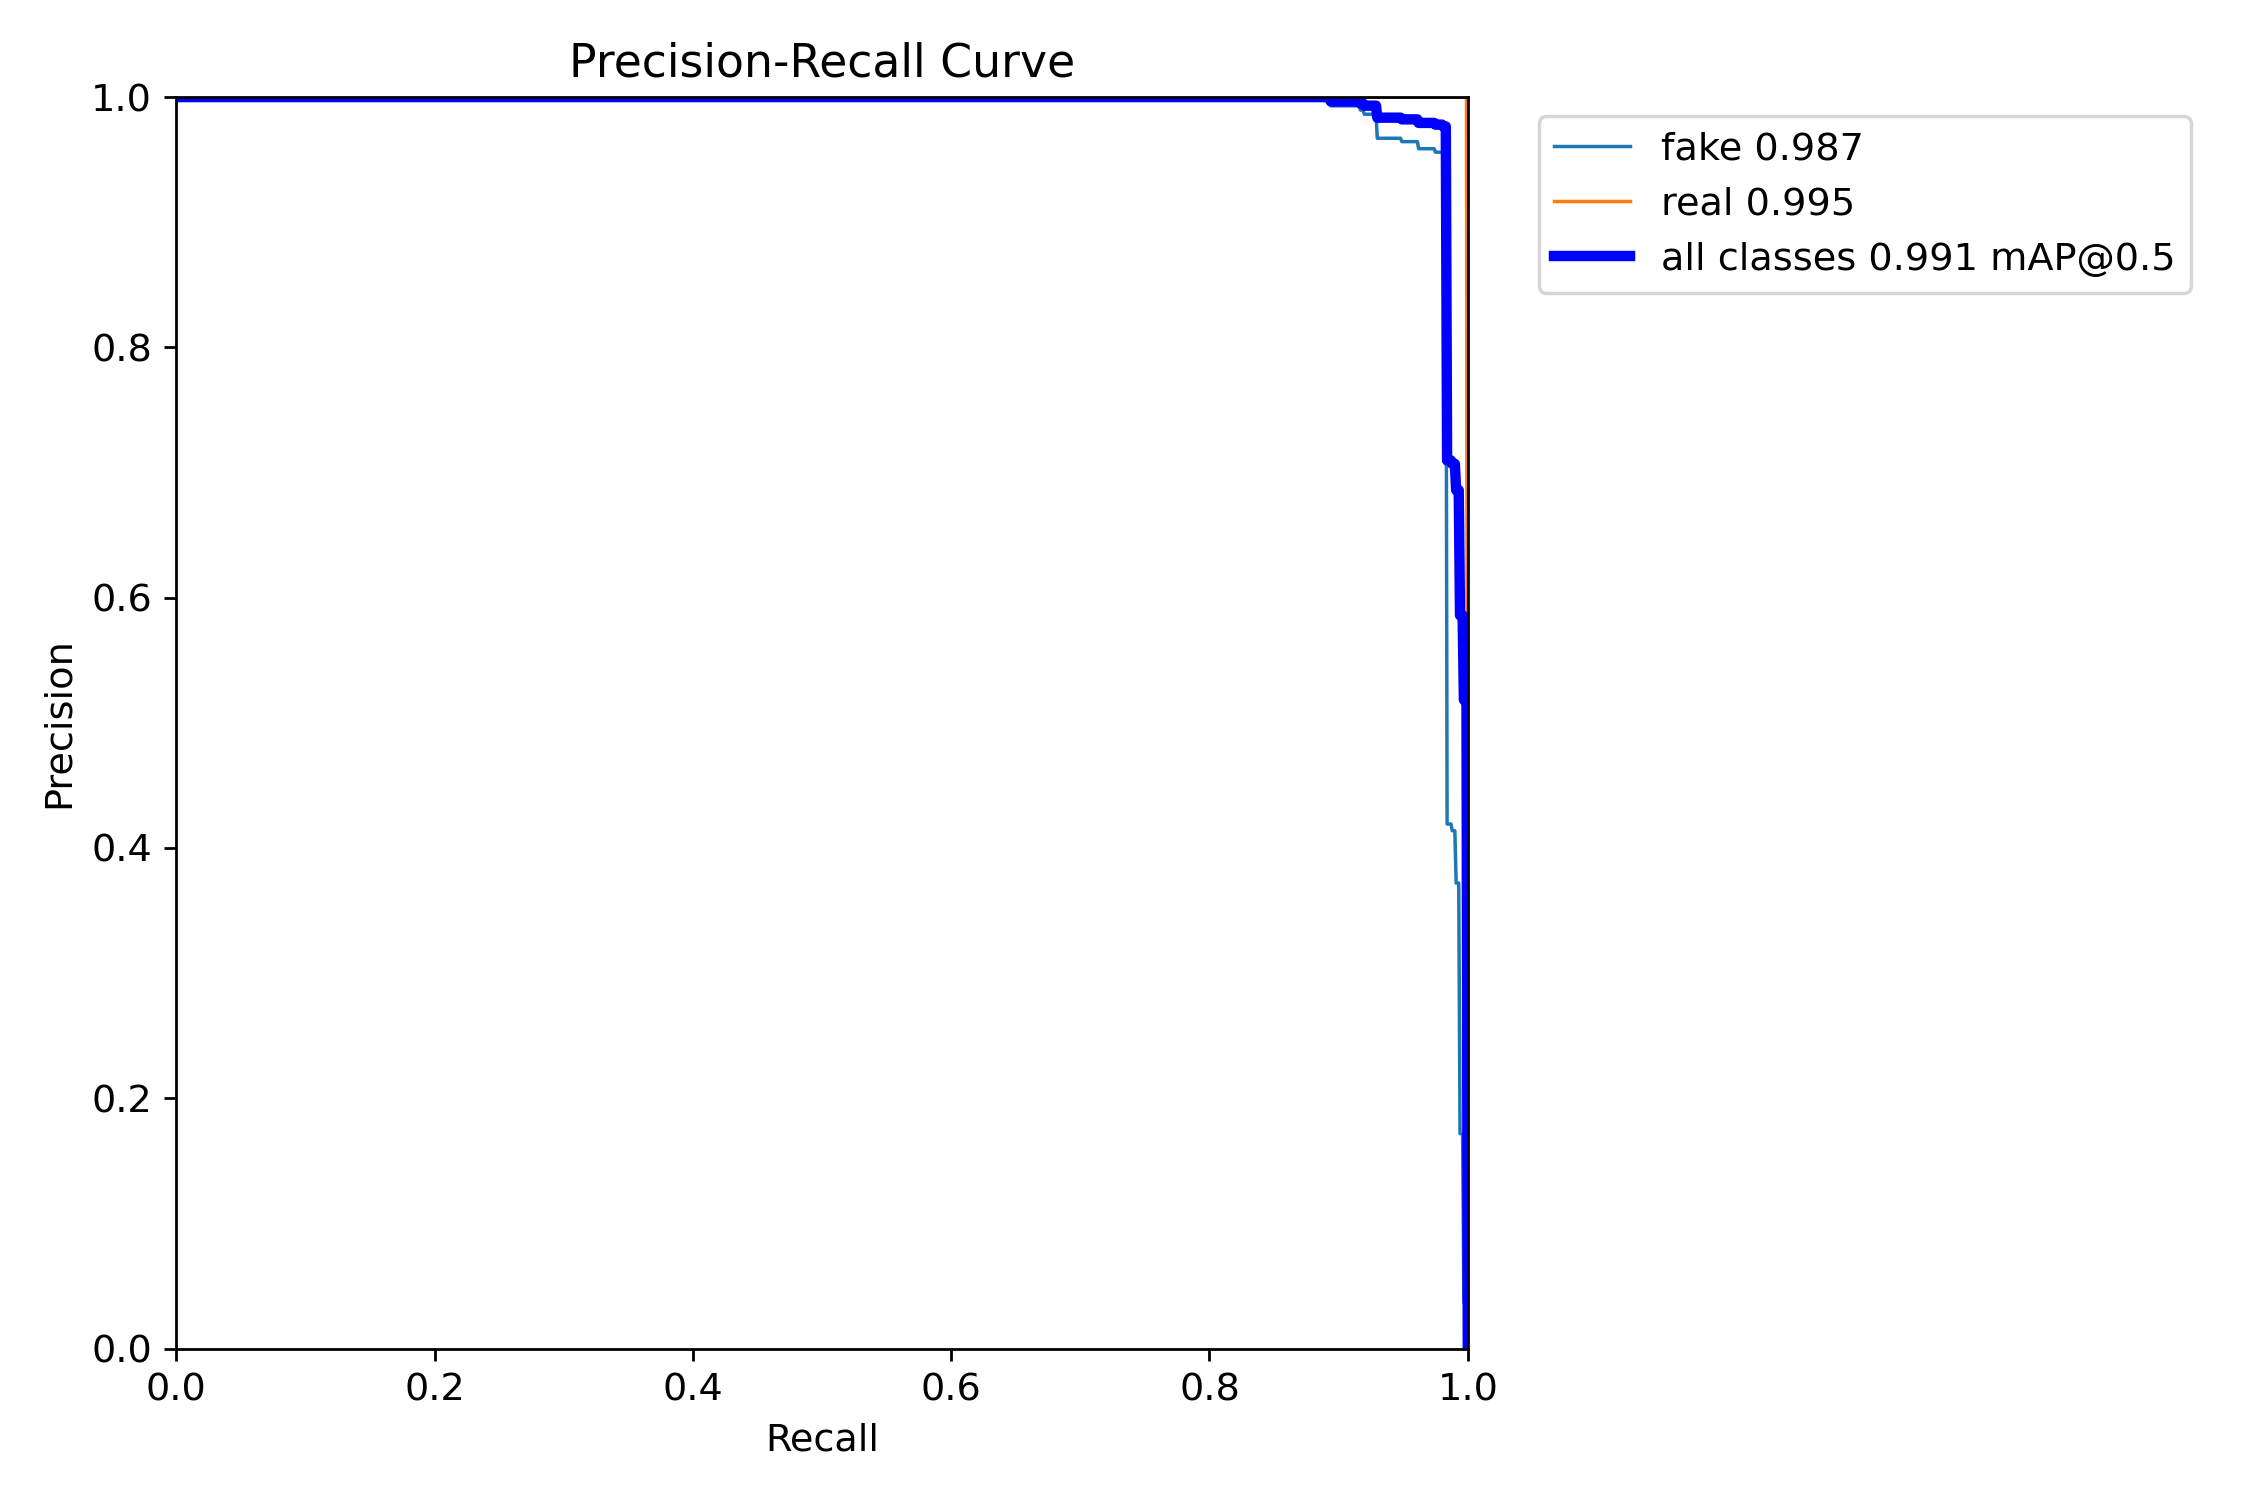 Precision-Recall Curve
1.0
0.8
0.6
0.4
0.2
0.0
Precision
0.0 0.2 0.4 0.6 0.8 1.0
Recall
fake 0.987
real 0.995
all classes 0.991 mAP@0.5